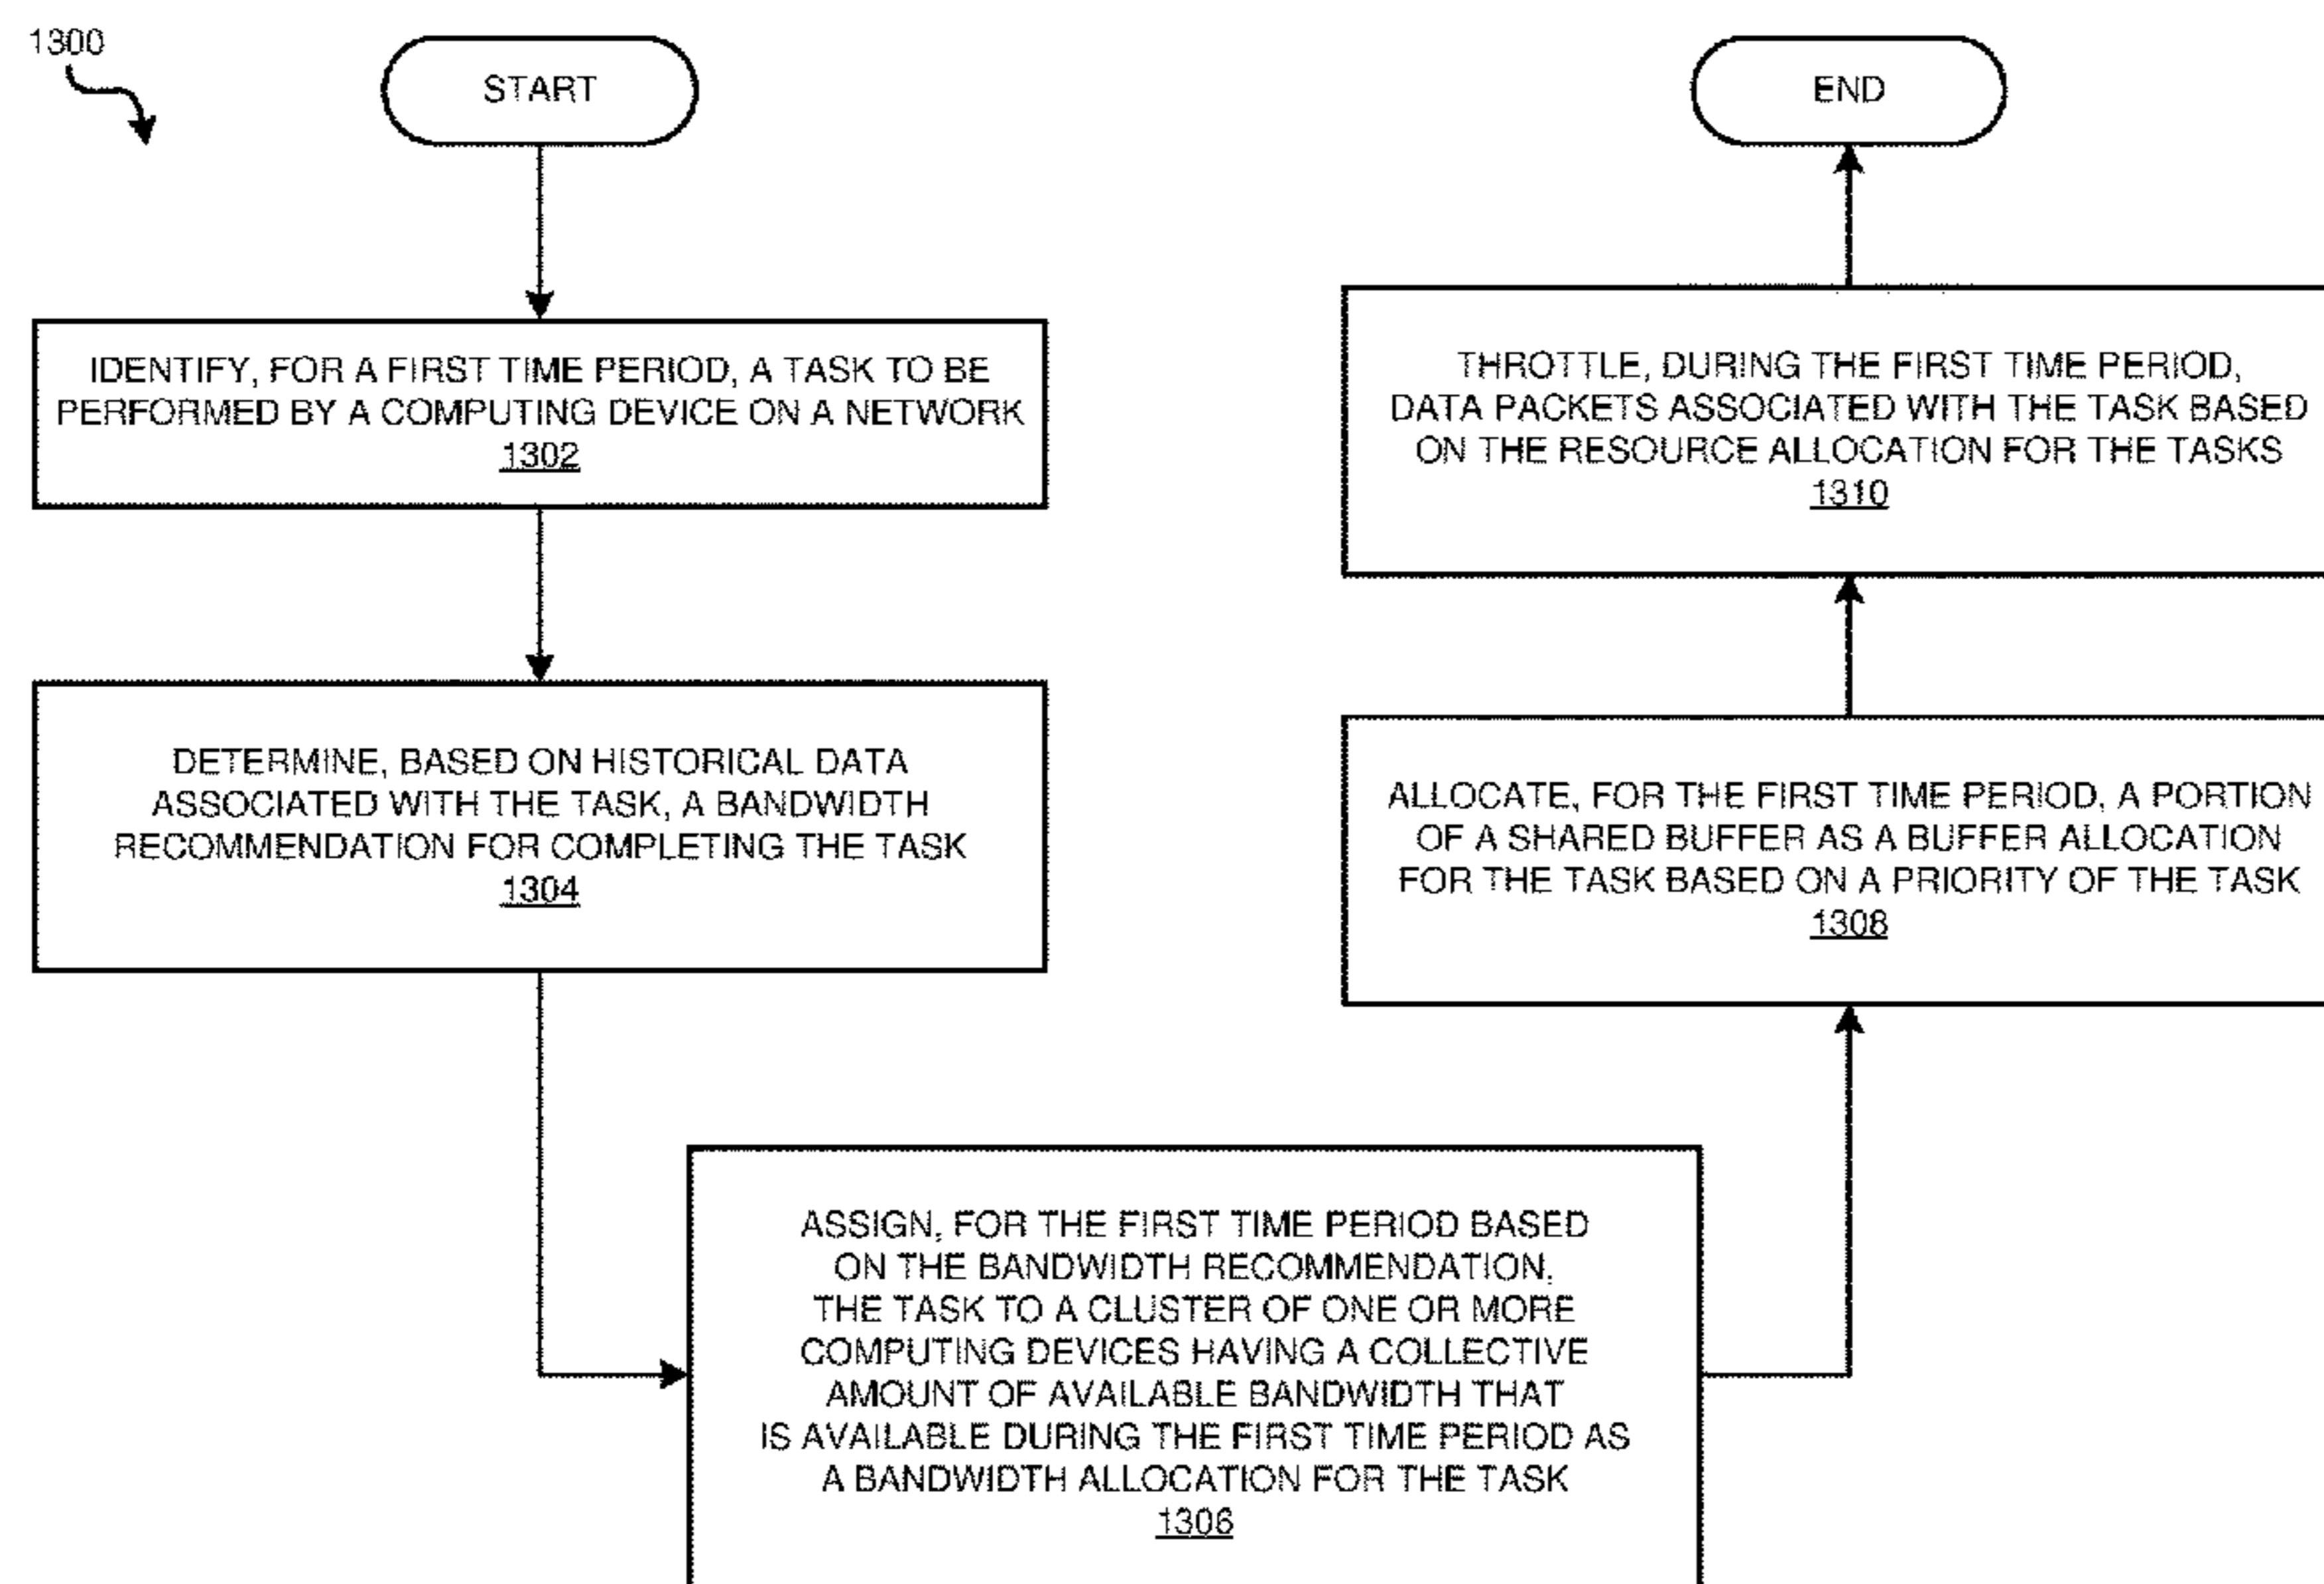 1300
START
IDENTIFY, FOR A FIRST TIME PERIOD, A TASK TO BE
PERFORMED BY A COMPUTING DEVICE ON A NETWORK
1302
DETERMINE, BASED ON HISTORICAL DATA
ASSOCIATED WITH THE TASK, A BANDWIDTH
RECOMMENDATION FOR COMPLETING THE TASK
1304
ASSIGN, FOR THE FIRST TIME PERIOD BASED
ON THE BANDWIDTH RECOMMENDATION,
THE TASK TO A CLUSTER OF ONE OR MORE
COMPUTING DEVICES HAVING A COLLECTIVE
AMOUNT OF AVAILABLE BANDWIDTH THAT
IS AVAILABLE DURING THE FIRST TIME PERIOD AS
A BANDWIDTH ALLOCATION FOR THE TASK
1306
ALLOCATE, FOR THE FIRST TIME PERIOD, A PORTION
OF A SHARED BUFFER AS A BUFFER ALLOCATION
FOR THE TASK BASED ON A PRIORITY OF THE TASK
1308
THROTTLE, DURING THE FIRST TIME PERIOD,
DATA PACKETS ASSOCIATED WITH THE TASK BASED
ON THE RESOURCE ALLOCATION FOR THE TASKS
1310
END